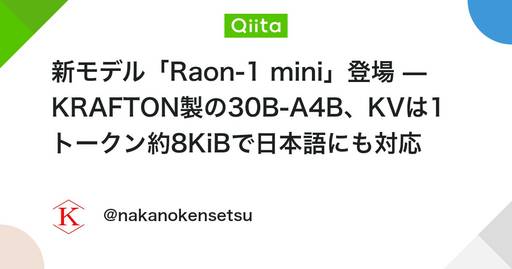 Qiita
新モデル「Raon-1 mini」登場 —
KRAFTON製の30B-A4B、KVは1
トークン約8KiBで日本語にも対応
K
@nakanokensetsu